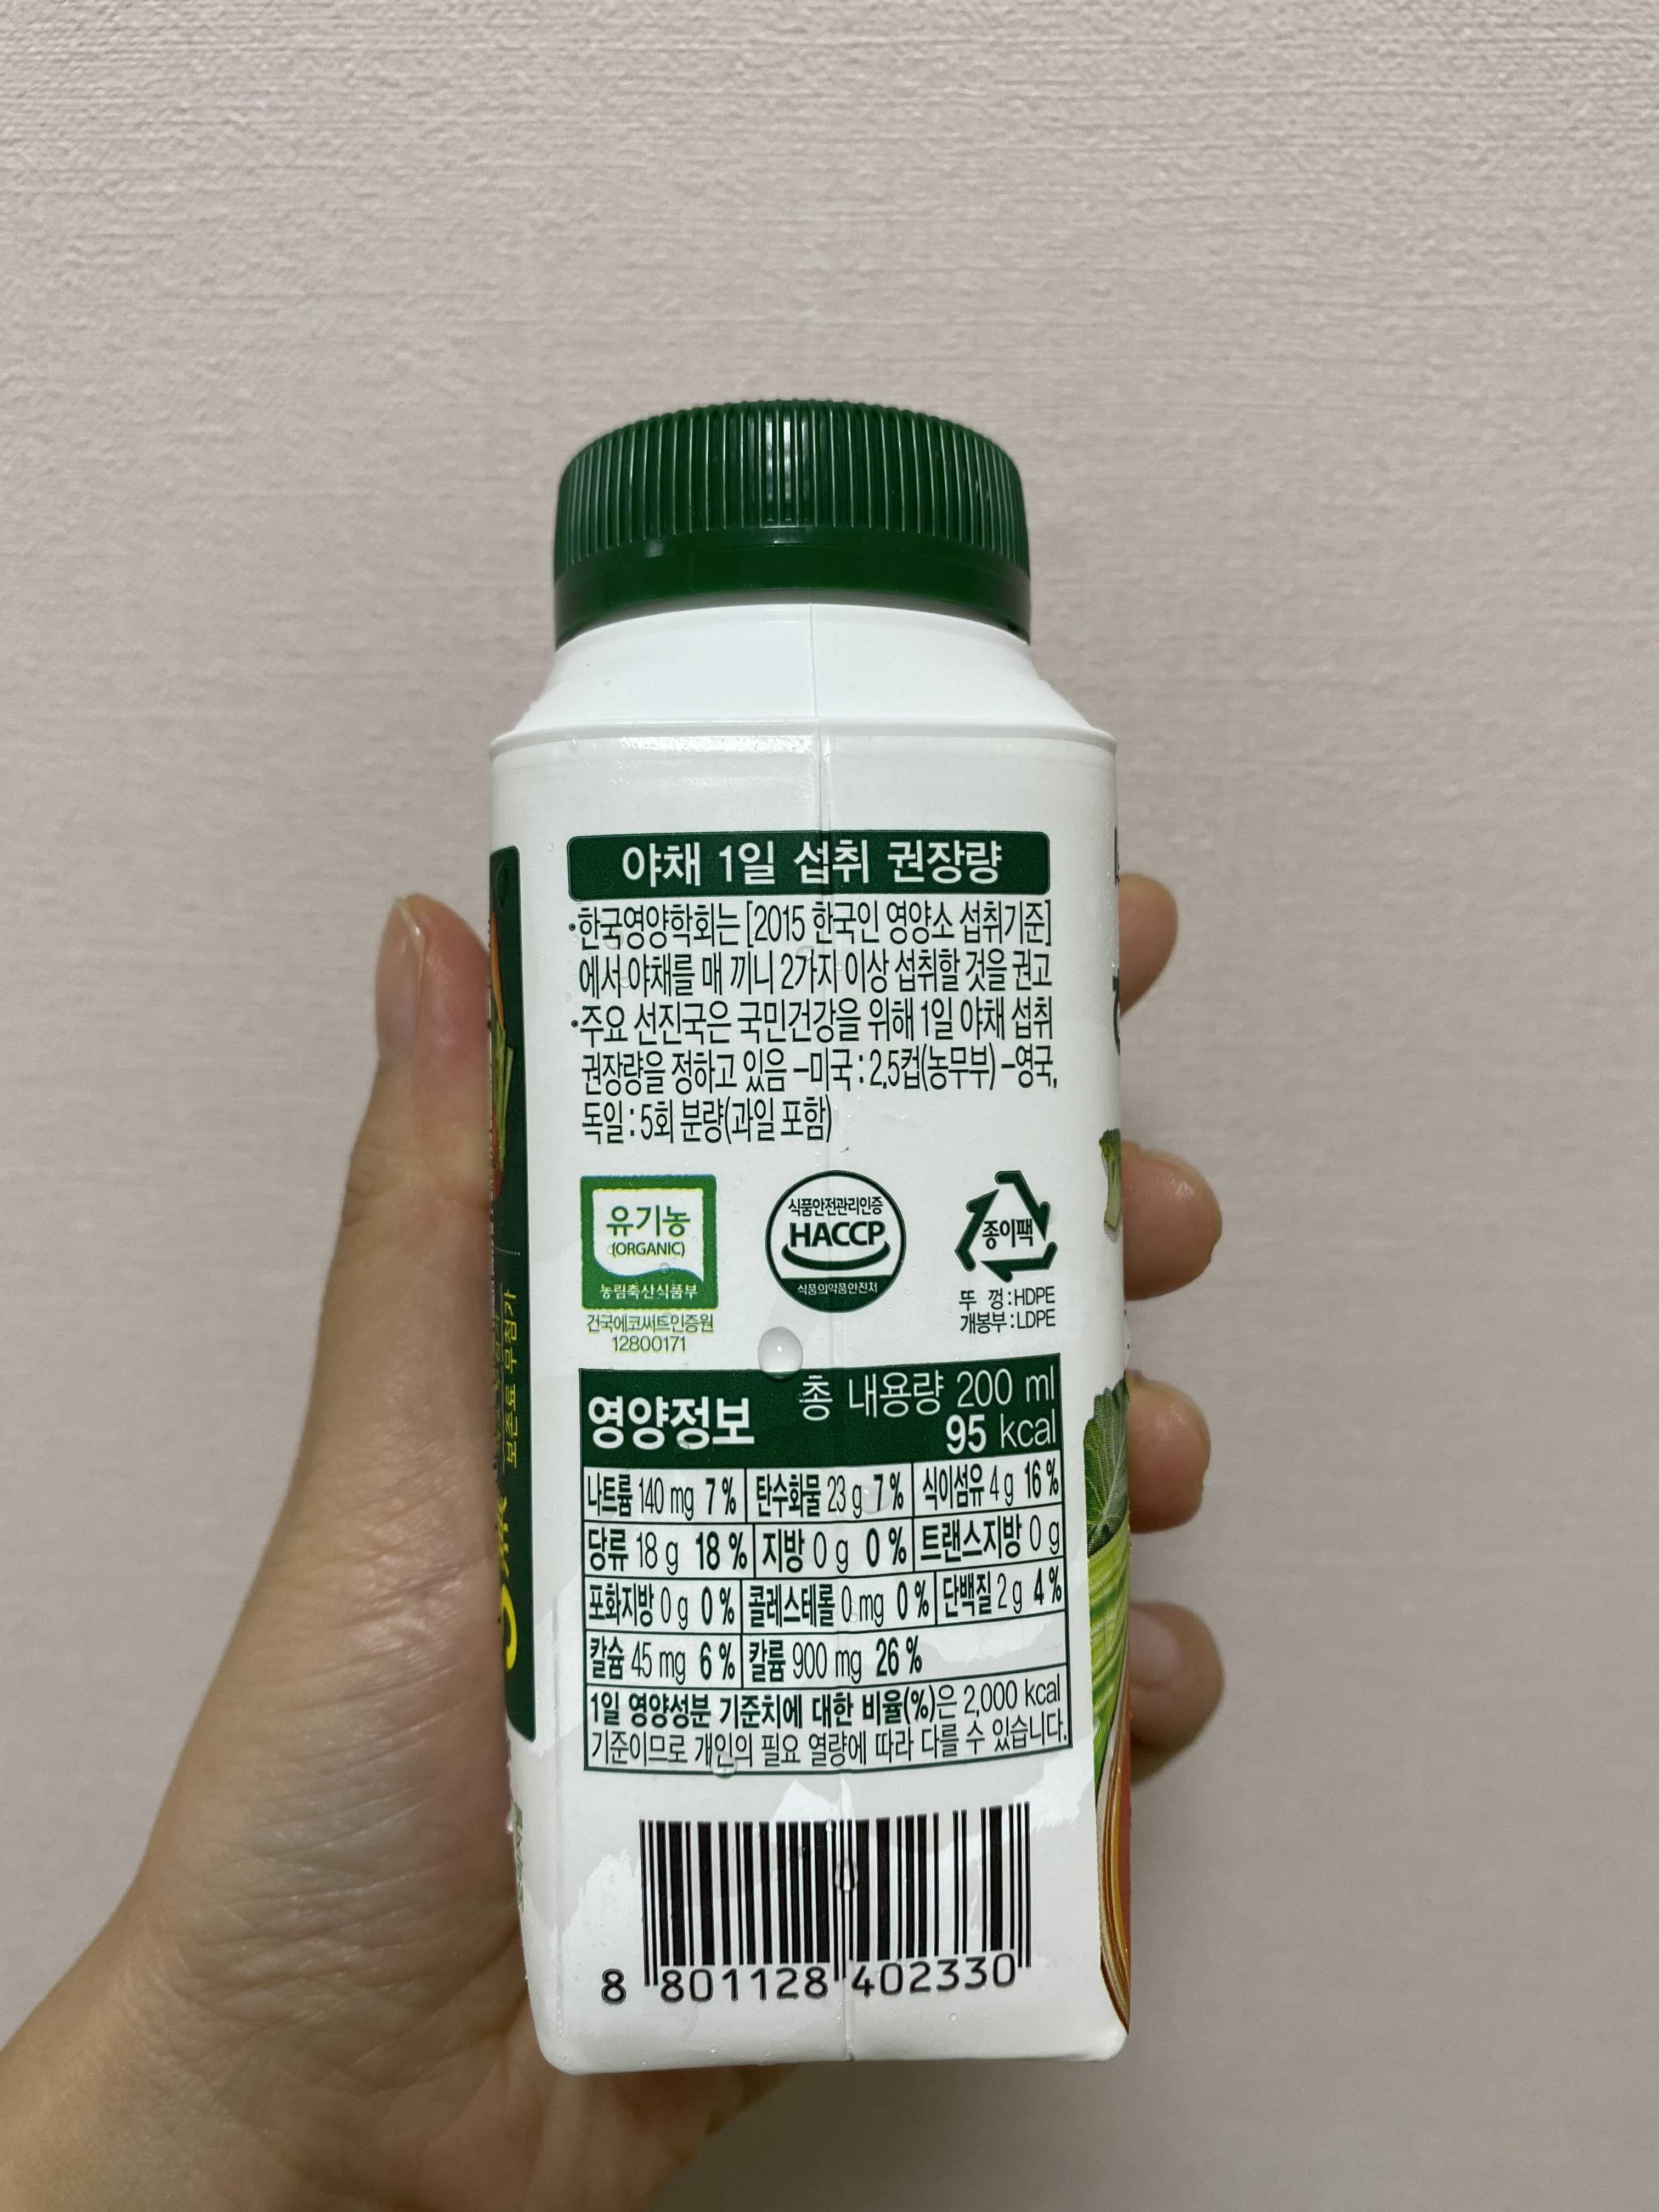 야채 1일 섭취 권장량
·한국영양학회는 [2015 한국인 영양소 섭취기준]
에서 야채를 매 끼니 2가지 이상 섭취할 것을 권고
·주요 선진국은 국민건강을 위해 1일 야채 섭취
권장량을 정하고 있음 –미국 : 2.5컵(농무부) –영국,
독일 : 5회 분량(과일 포함)
유기농
(ORGANIC)
농림축산식품부
건국에코써트인증원
12800171
식품안전관리인증
HACCP
식품의약품안전처
종이팩
뚜 껑:HDPE
개봉부:LDPE
영양정보
총 내용량 200 ml
95 kcal
나트륨 140 mg 7 % 탄수화물 23 g 7 % 식이섬유 4 g 16 %
당류 18 g 18 % 지방 0 g 0 % 트랜스지방 0 g
포화지방 0 g 0 % 콜레스테롤 0 mg 0 % 단백질 2 g 4 %
칼슘 45 mg 6 % 칼륨 900 mg 26 %
1일 영양성분 기준치에 대한 비율(%)은 2,000 kcal
기준이므로 개인의 필요 열량에 따라 다를 수 있습니다.
8 801128 402330
보존료 무첨가